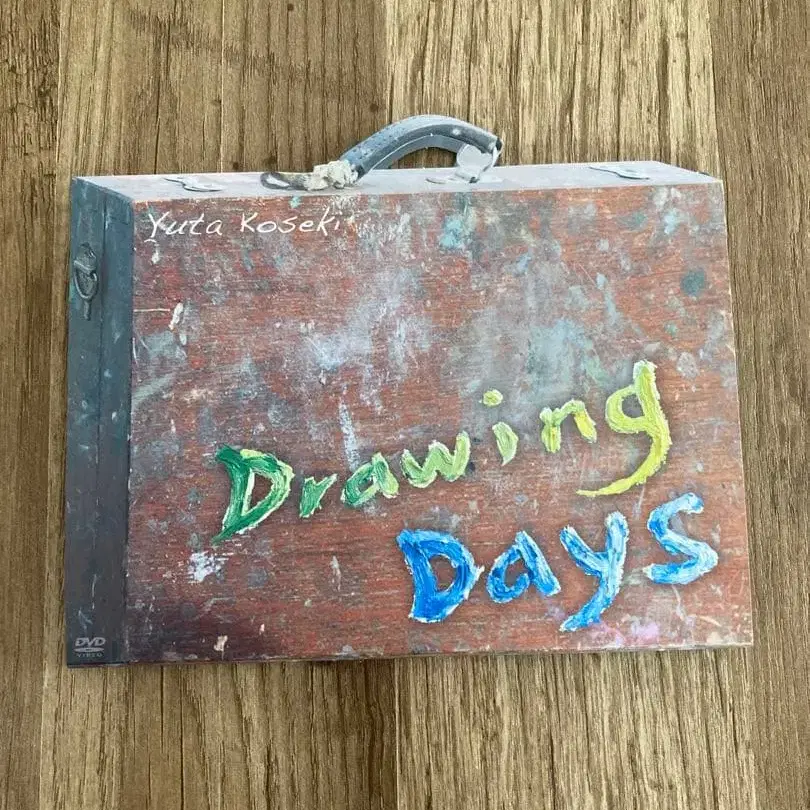 Yuta Koseki
Drawing
Days
DVD
VIDEO